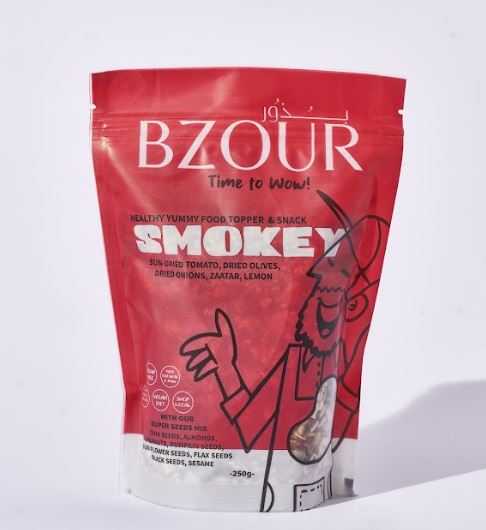 بـــــذُور
BZOUR
Time to Wow!
HEALTHY YUMMY FOOD TOPPER & SNACK
SMOKEY
SUN-DRIED TOMATO, DRIED OLIVES,
DRIED ONIONS, ZAATAR, LEMON
VEGAN
DIET
SHOP
LOCAL
WITH OUR
SUPER SEEDS MIX
CHIA SEEDS, ALMONDS,
PUMPKIN SEEDS,
SUNFLOWER SEEDS, FLAX SEEDS
BLACK SEEDS, SESAME
-250g-